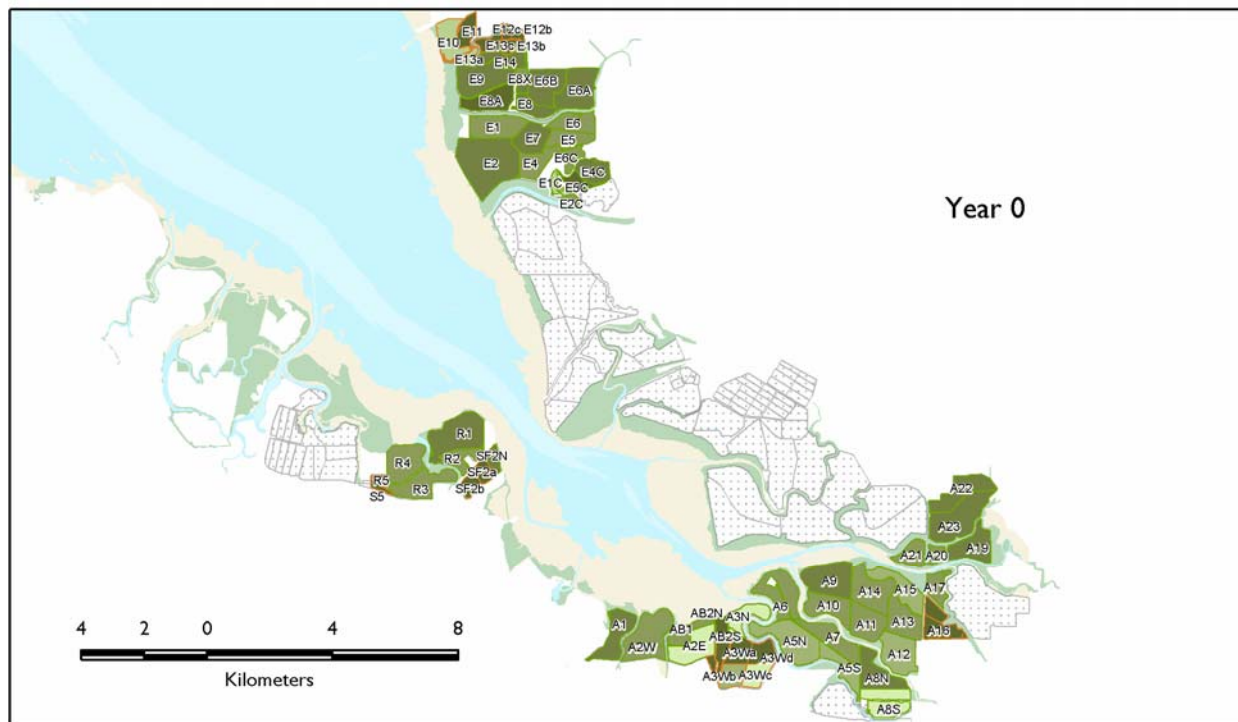 E11
E12c E12b
E10
E13c E13b
E13a
E14
E9
E8X
E6B
E6A
E8A
E8
E1
E6
E7
E5
E2
E4
E6C
E4C
E1C
E5C
E2C
Year 0
R1
R4
R2
SF2N
SF2a
R5
R3
SF2b
S5
A22
A23
A21
A20
A19
A9
A14
A15
A17
A6
A10
A11
A13
A16
A1
AB2N
A3N
AB1
AB2S
A2W
A2E
A5N
A7
A12
A3Wa
A3Wd
A3Wb
A3Wc
A5S
A8N
A8S
4 2 0 4 8
Kilometers